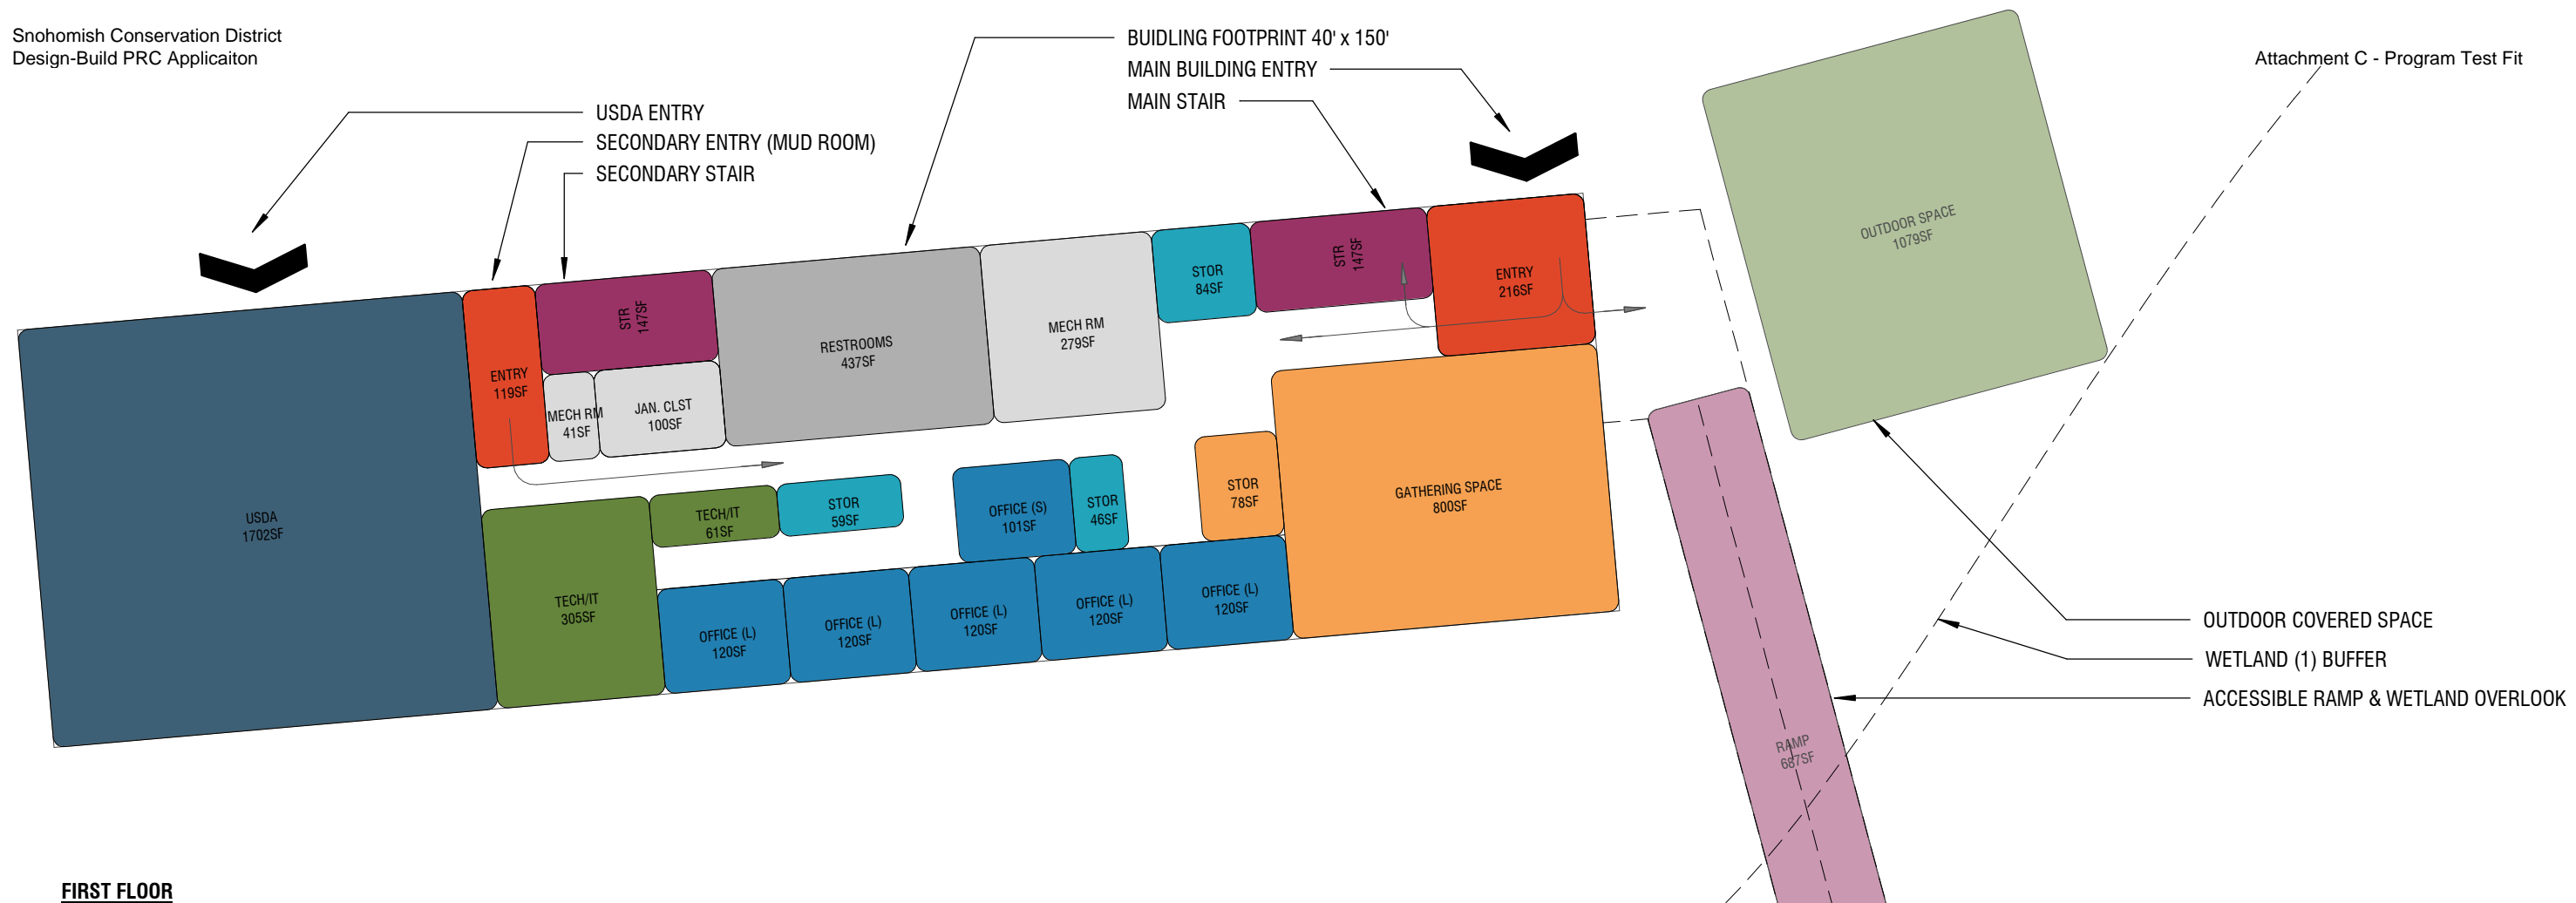 Snohomish Conservation District
Design-Build PRC Applicaiton
Attachment C - Program Test Fit
BUIDLING FOOTPRINT 40' x 150'
MAIN BUILDING ENTRY
MAIN STAIR
USDA ENTRY
SECONDARY ENTRY (MUD ROOM)
SECONDARY STAIR
OUTDOOR SPACE
1079SF
STR
147SF
ENTRY
216SF
STOR
84SF
MECH RM
279SF
RESTROOMS
437SF
STR
147SF
ENTRY
119SF
MECH RM
41SF
JAN. CLST
100SF
USDA
1702SF
TECH/IT
305SF
TECH/IT
61SF
STOR
59SF
OFFICE (S)
101SF
STOR
46SF
STOR
78SF
GATHERING SPACE
800SF
OFFICE (L)
120SF
OFFICE (L)
120SF
OFFICE (L)
120SF
OFFICE (L)
120SF
OFFICE (L)
120SF
OUTDOOR COVERED SPACE
WETLAND (1) BUFFER
ACCESSIBLE RAMP & WETLAND OVERLOOK
RAMP
687SF
FIRST FLOOR